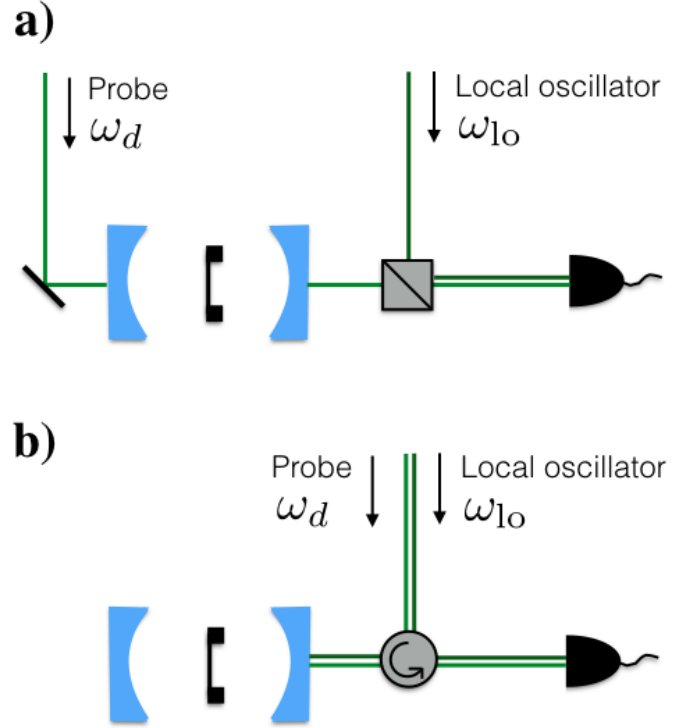 a)
Probe
ω_d
Local oscillator
ω_lo
b)
Probe
ω_d
Local oscillator
ω_lo